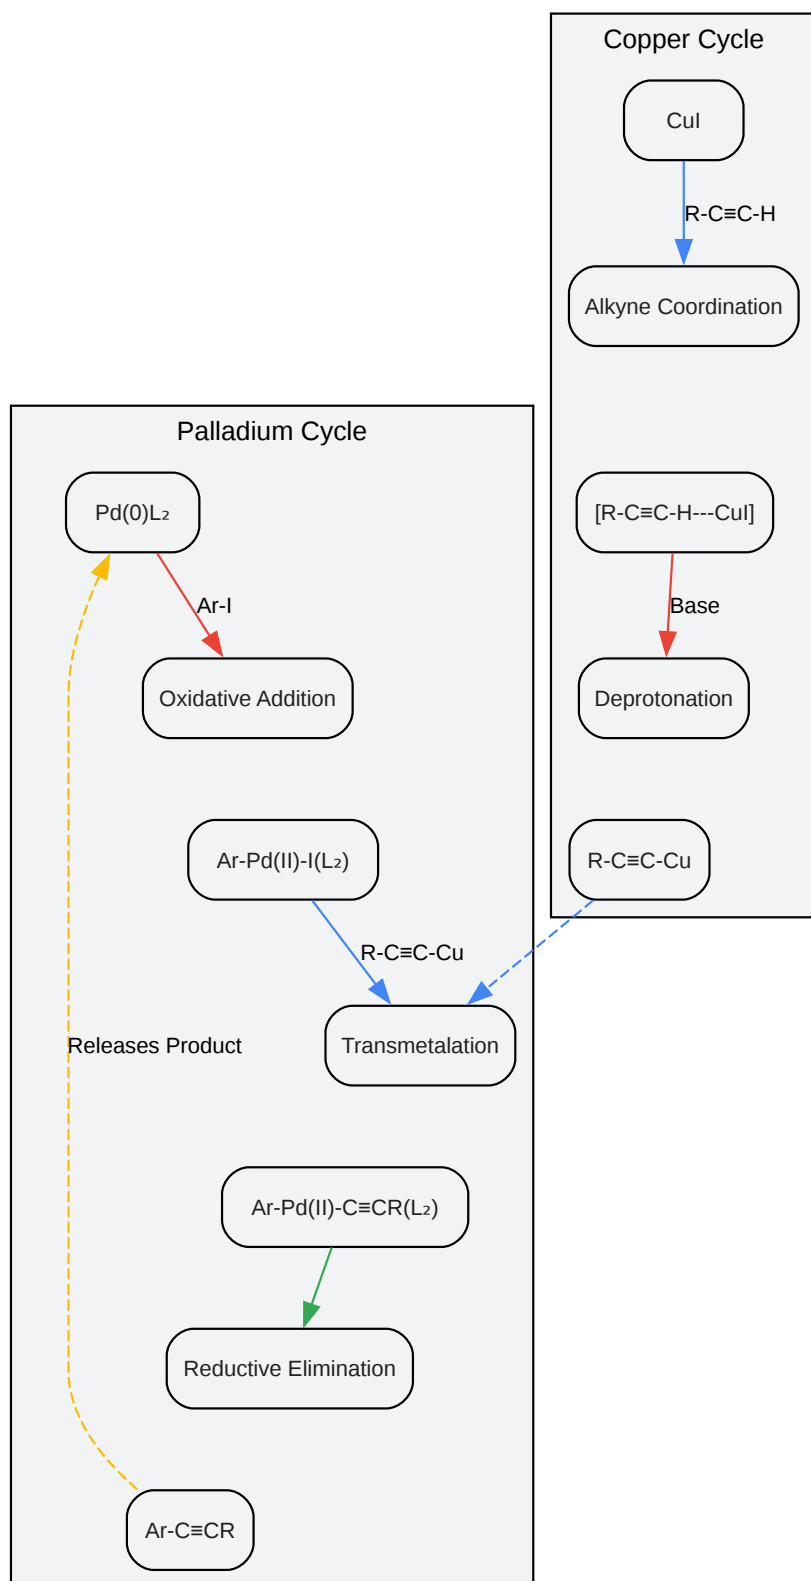 Copper Cycle
CuI
R-C≡C-H
Alkyne Coordination
[R-C≡C-H---CuI]
Base
Deprotonation
R-C≡C-Cu
Palladium Cycle
Pd(0)L₂
Ar-I
Oxidative Addition
Ar-Pd(II)-I(L₂)
R-C≡C-Cu
Transmetalation
Releases Product
Ar-Pd(II)-C≡CR(L₂)
Reductive Elimination
Ar-C≡CR